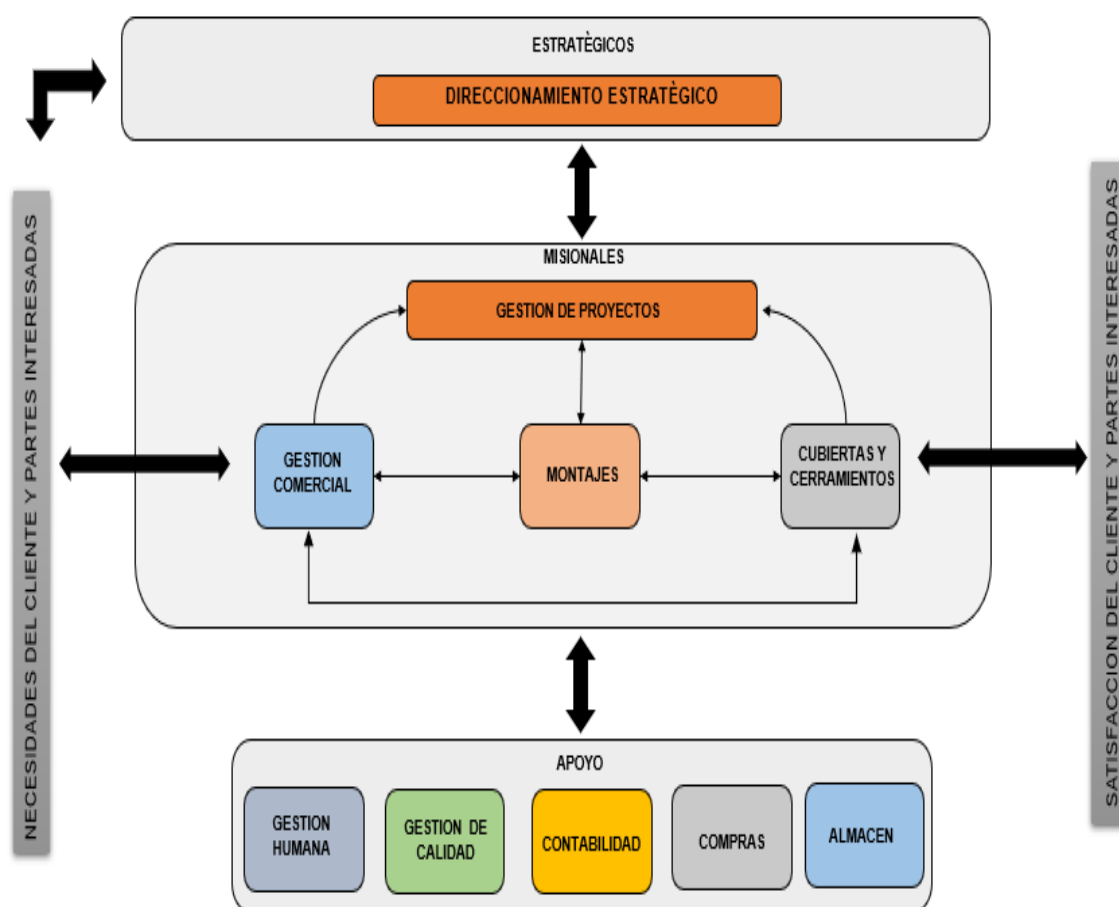 ESTRATÈGICOS
DIRECCIONAMIENTO ESTRATÈGICO
NECESIDADES DEL CLIENTE Y PARTES INTERESADAS
MISIONALES
GESTION DE PROYECTOS
GESTION
COMERCIAL
MONTAJES
CUBIERTAS Y
CERRAMIENTOS
SATISFACCION DEL CLIENTE Y PARTES INTERESADAS
APOYO
GESTION
HUMANA
GESTION DE
CALIDAD
CONTABILIDAD
COMPRAS
ALMACEN